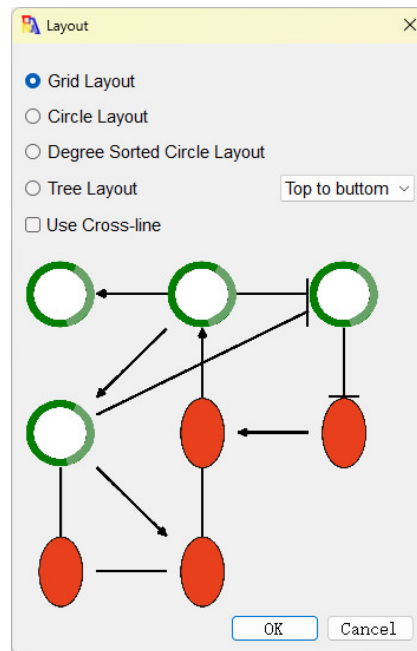 Layout
Grid Layout
Circle Layout
Degree Sorted Circle Layout
Tree Layout Top to buttom
Use Cross-line
OK Cancel